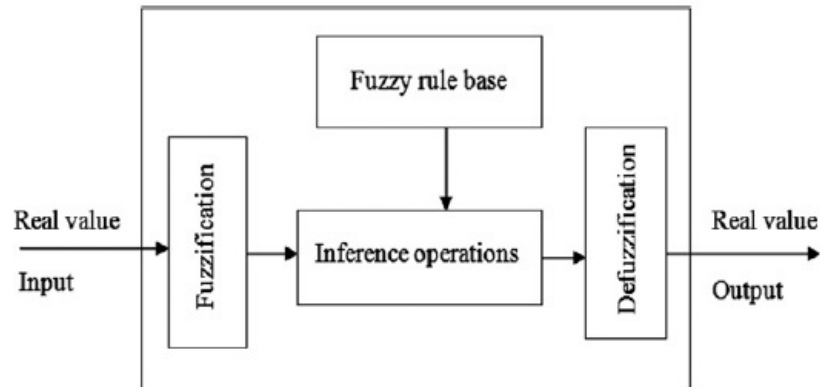 Fuzzy rule base
Real value
Input
Fuzzification
Inference operations
Defuzzification
Real value
Output